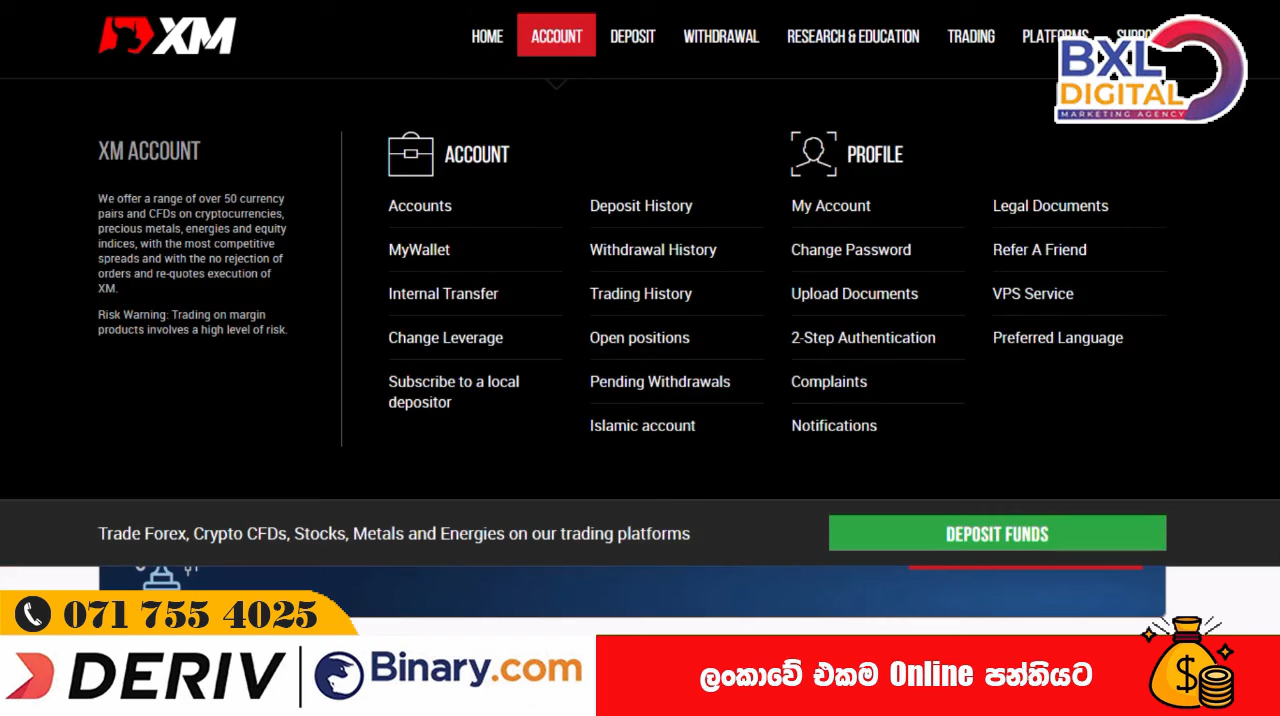 XM
HOME
ACCOUNT
DEPOSIT
WITHDRAWAL
RESEARCH & EDUCATION
TRADING
PLATFORMS
BXL
DIGITAL
MARKETING AGENCY
XM ACCOUNT
We offer a range of over 50 currency
pairs and CFDs on cryptocurrencies,
precious metals, energies and equity
indices, with the most competitive
spreads and with the no rejection of
orders and re-quotes execution of
XM.
Risk Warning: Trading on margin
products involves a high level of risk.
ACCOUNT
Accounts
MyWallet
Internal Transfer
Change Leverage
Subscribe to a local
depositor
Deposit History
Withdrawal History
Trading History
Open positions
Pending Withdrawals
Islamic account
PROFILE
My Account
Change Password
Upload Documents
2-Step Authentication
Complaints
Notifications
Legal Documents
Refer A Friend
VPS Service
Preferred Language
Trade Forex, Crypto CFDs, Stocks, Metals and Energies on our trading platforms
DEPOSIT FUNDS
071 755 4025
DERIV
Binary.com
ලංකාවේ එකම Online පන්තියට
$